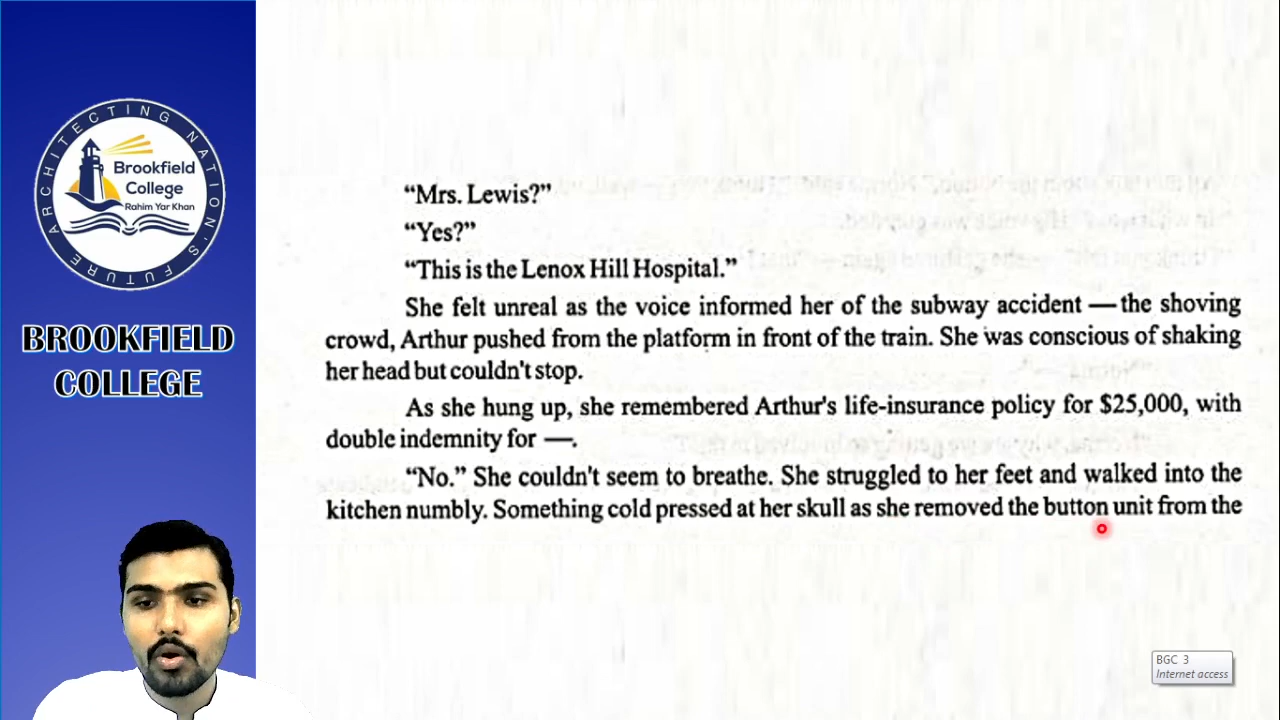 ARCHITECTING NATION'S FUTURE
Brookfield
College
Rahim Yar Khan
BROOKFIELD
COLLEGE
“Mrs. Lewis?”
“Yes?”
“This is the Lenox Hill Hospital.”
She felt unreal as the voice informed her of the subway accident — the shoving
crowd, Arthur pushed from the platform in front of the train. She was conscious of shaking
her head but couldn't stop.
As she hung up, she remembered Arthur's life-insurance policy for $25,000, with
double indemnity for —.
“No.” She couldn't seem to breathe. She struggled to her feet and walked into the
kitchen numbly. Something cold pressed at her skull as she removed the button unit from the
BGC 3
Internet access